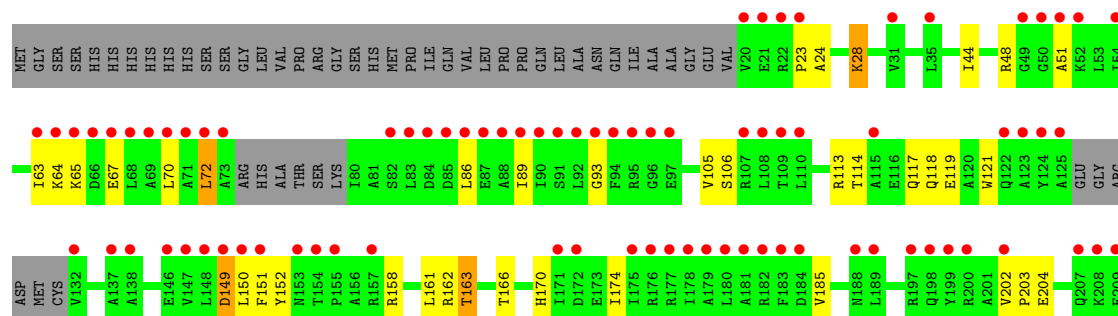 MET GLY SER SER HIS HIS HIS HIS HIS HIS SER SER GLY LEU VAL PRO ARG GLY SER HIS MET PRO ILE GLN VAL LEU PRO PRO GLN LEU ALA ASN GLN ILE ALA ALA GLY GLU VAL V20 E21 R22 P23 A24 K28 V31 L35 I44 R48 G49 G50 A51 K52 L53 I54
I63 K64 K65 D66 E67 L68 A69 L70 A71 L72 A73 ARG HIS ALA THR SER LYS I80 A81 S82 L83 D84 D85 L86 E87 A88 I89 I90 S91 L92 G93 F94 R95 G96 E97 V105 S106 R107 L108 T109 L110 R113 T114 A115 E116 Q117 Q118 E119 A120 W121 Q122 A123 Y124 A125 GLU GLY ARG
ASP MET CYS V132 A137 A138 E146 V147 L148 D149 L150 F151 Y152 N153 T154 P155 A156 R157 R158 L161 R162 T163 T166 H170 I171 D172 E173 I174 I175 R176 R177 I178 A179 L180 A181 R182 F183 D184 V185 N188 L189 R197 Q198 Y199 R200 A201 V202 P203 E204 Q207 K208 E209